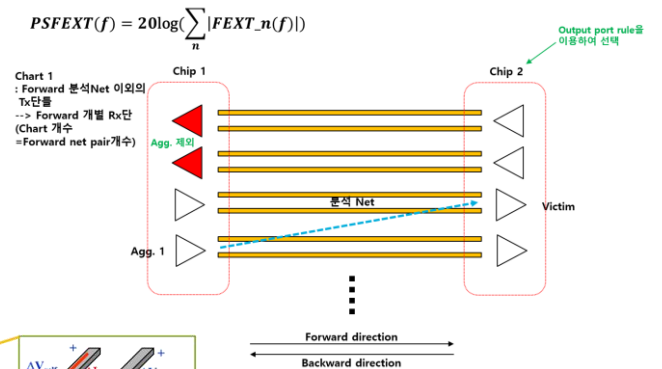 PSFEXT(f) = 20log(∑|FEXT_n(f)|)
n
Output port rule을
이용하여 선택
Chip 1
Chip 2
Chart 1
: Forward 분석Net 이외의
Tx단들
--> Forward 개별 Rx단
(Chart 개수
=Forward net pair개수)
Agg. 제외
분석 Net
Victim
Agg. 1
Forward direction
Backward direction
+
+